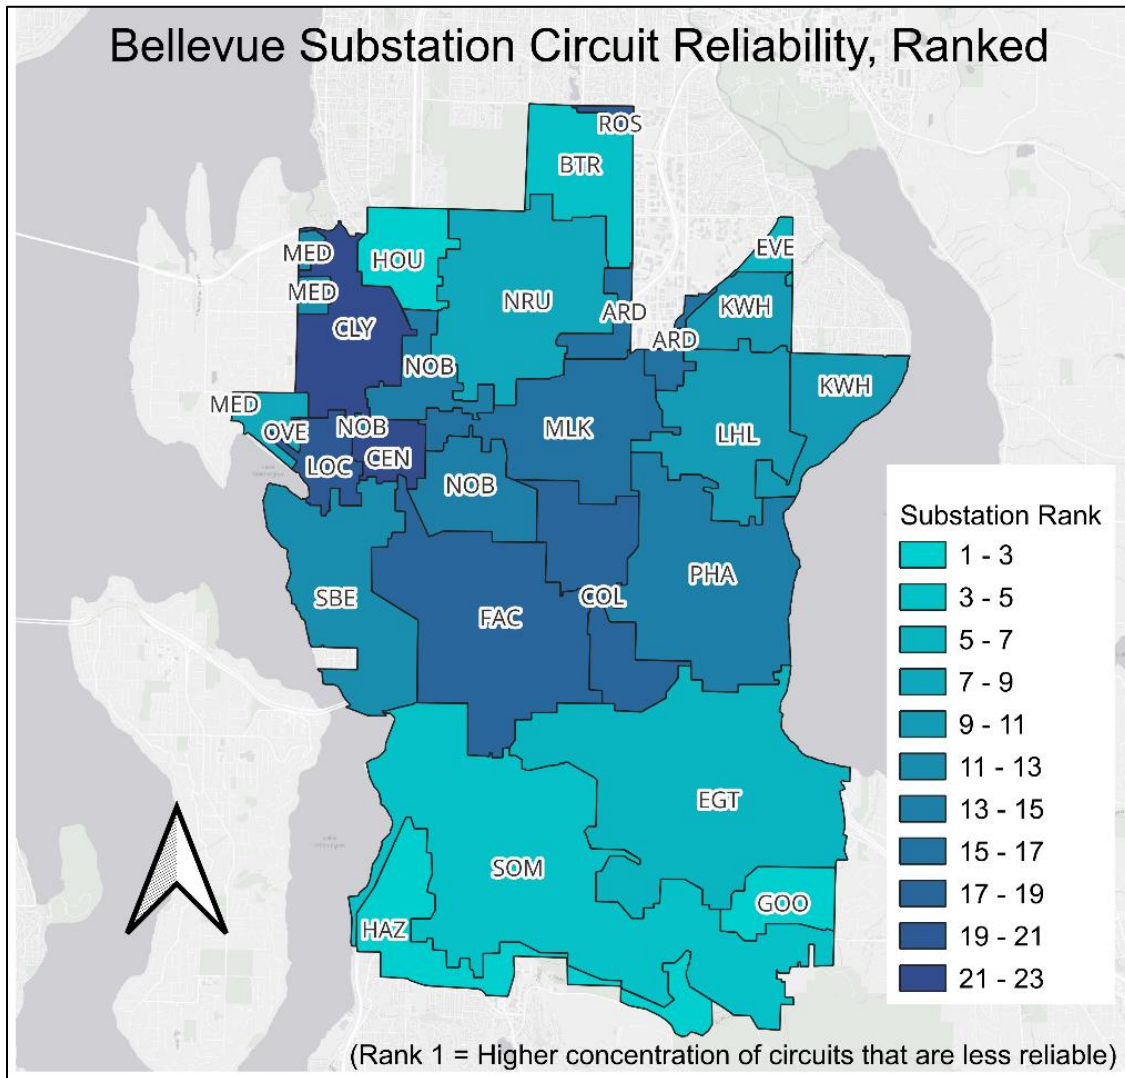 Bellevue Substation Circuit Reliability, Ranked
ROS
BTR
MED
HOU
EVE
MED
NRU
ARD
KWH
CLY
ARD
NOB
KWH
MED
OVE
NOB
MLK
LHL
LOC
CEN
NOB
SBE
FAC
COL
PHA
EGT
SOM
GOO
HAZ
Substation Rank
1 - 3
3 - 5
5 - 7
7 - 9
9 - 11
11 - 13
13 - 15
15 - 17
17 - 19
19 - 21
21 - 23
(Rank 1 = Higher concentration of circuits that are less reliable)